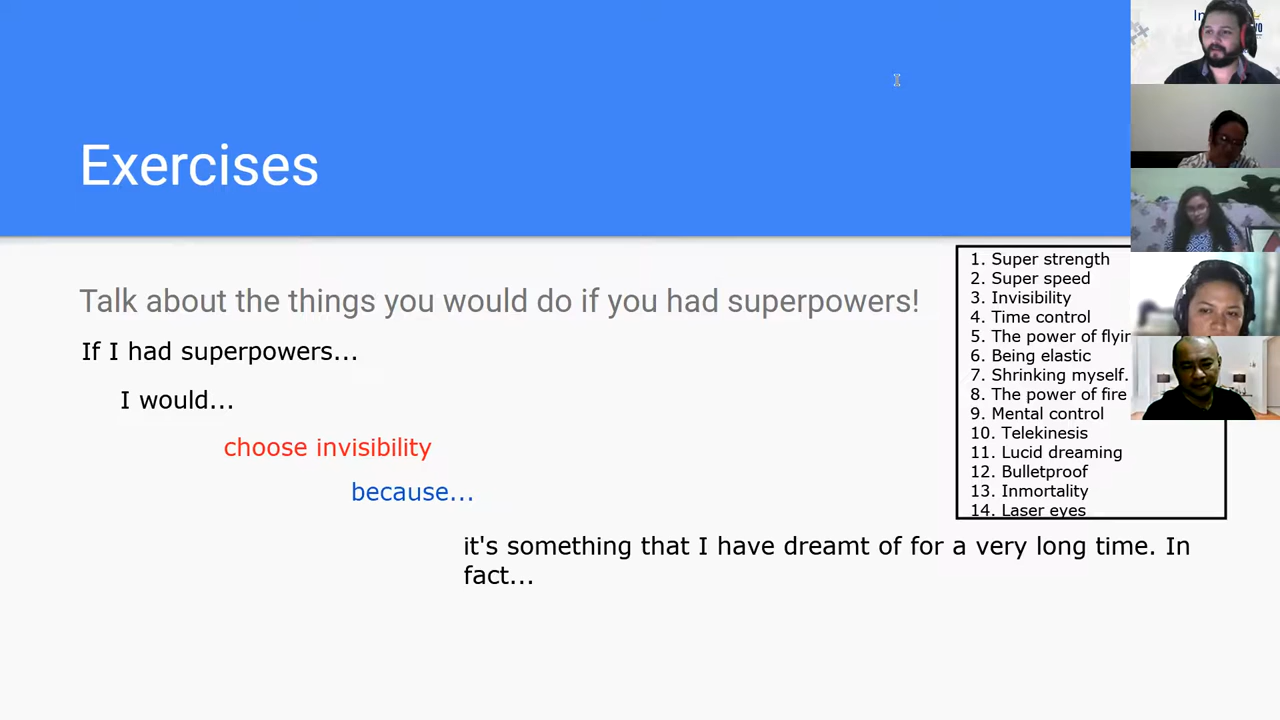 Exercises
Talk about the things you would do if you had superpowers!
If I had superpowers...
I would...
choose invisibility
because...
it's something that I have dreamt of for a very long time. In
fact...
1. Super strength
2. Super speed
3. Invisibility
4. Time control
5. The power of
6. Being elastic
7. Shrinking myself.
8. The power of fire
9. Mental control
10. Telekinesis
11. Lucid dreaming
12. Bulletproof
13. Inmortality
14. Laser eyes